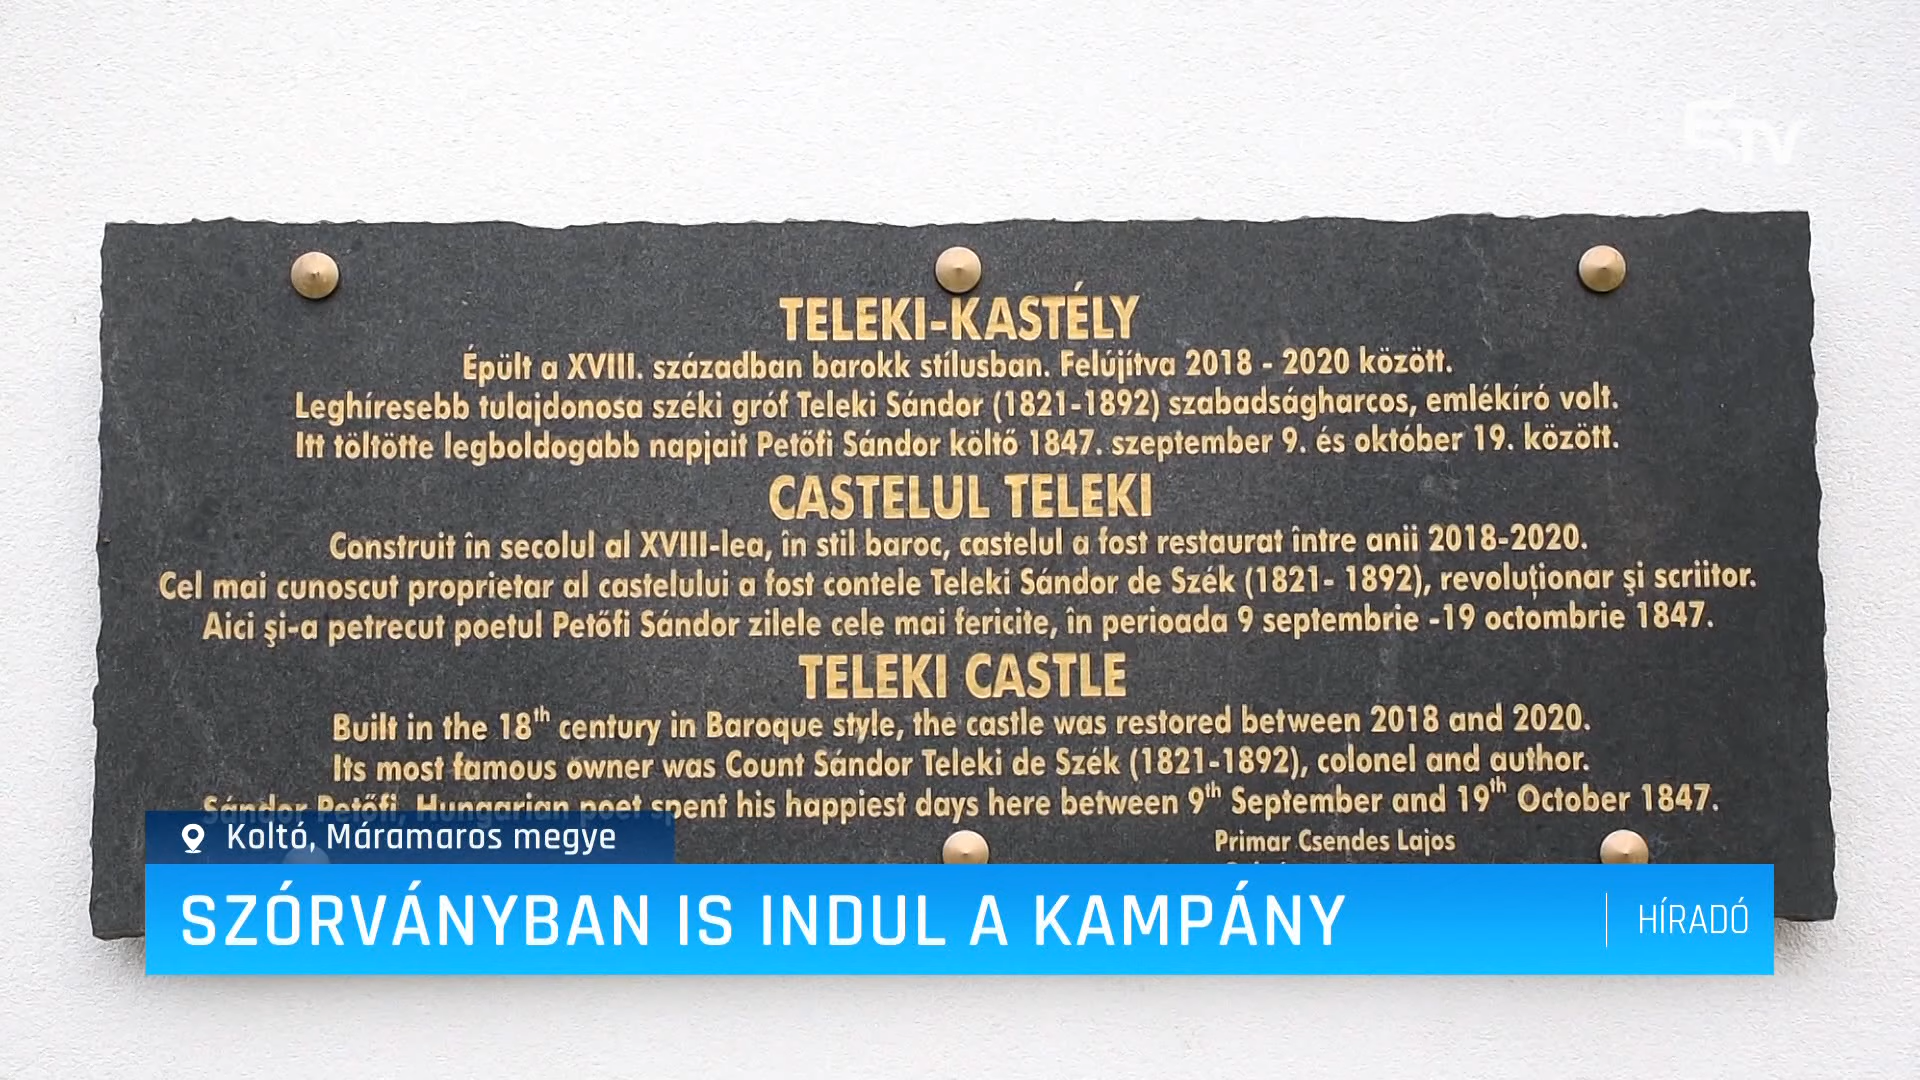 ETV
TELEKI-KASTÉLY
Épült a XVIII. században barokk stílusban. Felújítva 2018 - 2020 között.
Leghíresebb tulajdonosa széki gróf Teleki Sándor (1821-1892) szabadságharcos, emlékíró volt.
Itt töltötte legboldogabb napjait Petőfi Sándor költő 1847. szeptember 9. és október 19. között.
CASTELUL TELEKI
Construit în secolul al XVIII-lea, în stil baroc, castelul a fost restaurat între anii 2018-2020.
Cel mai cunoscut proprietar al castelului a fost contele Teleki Sándor de Szék (1821- 1892), revoluţionar şi scriitor.
Aici şi-a petrecut poetul Petőfi Sándor zilele cele mai fericite, în perioada 9 septembrie -19 octombrie 1847.
TELEKI CASTLE
Built in the 18th century in Baroque style, the castle was restored between 2018 and 2020.
Its most famous owner was Count Sándor Teleki de Szék (1821-1892), colonel and author.
Sándor Petőfi, Hungarian poet spent his happiest days here between 9th September and 19th October 1847.
Primar Csendes Lajos
Koltó, Máramaros megye
SZÓRVÁNYBAN IS INDUL A KAMPÁNY
HÍRADÓ